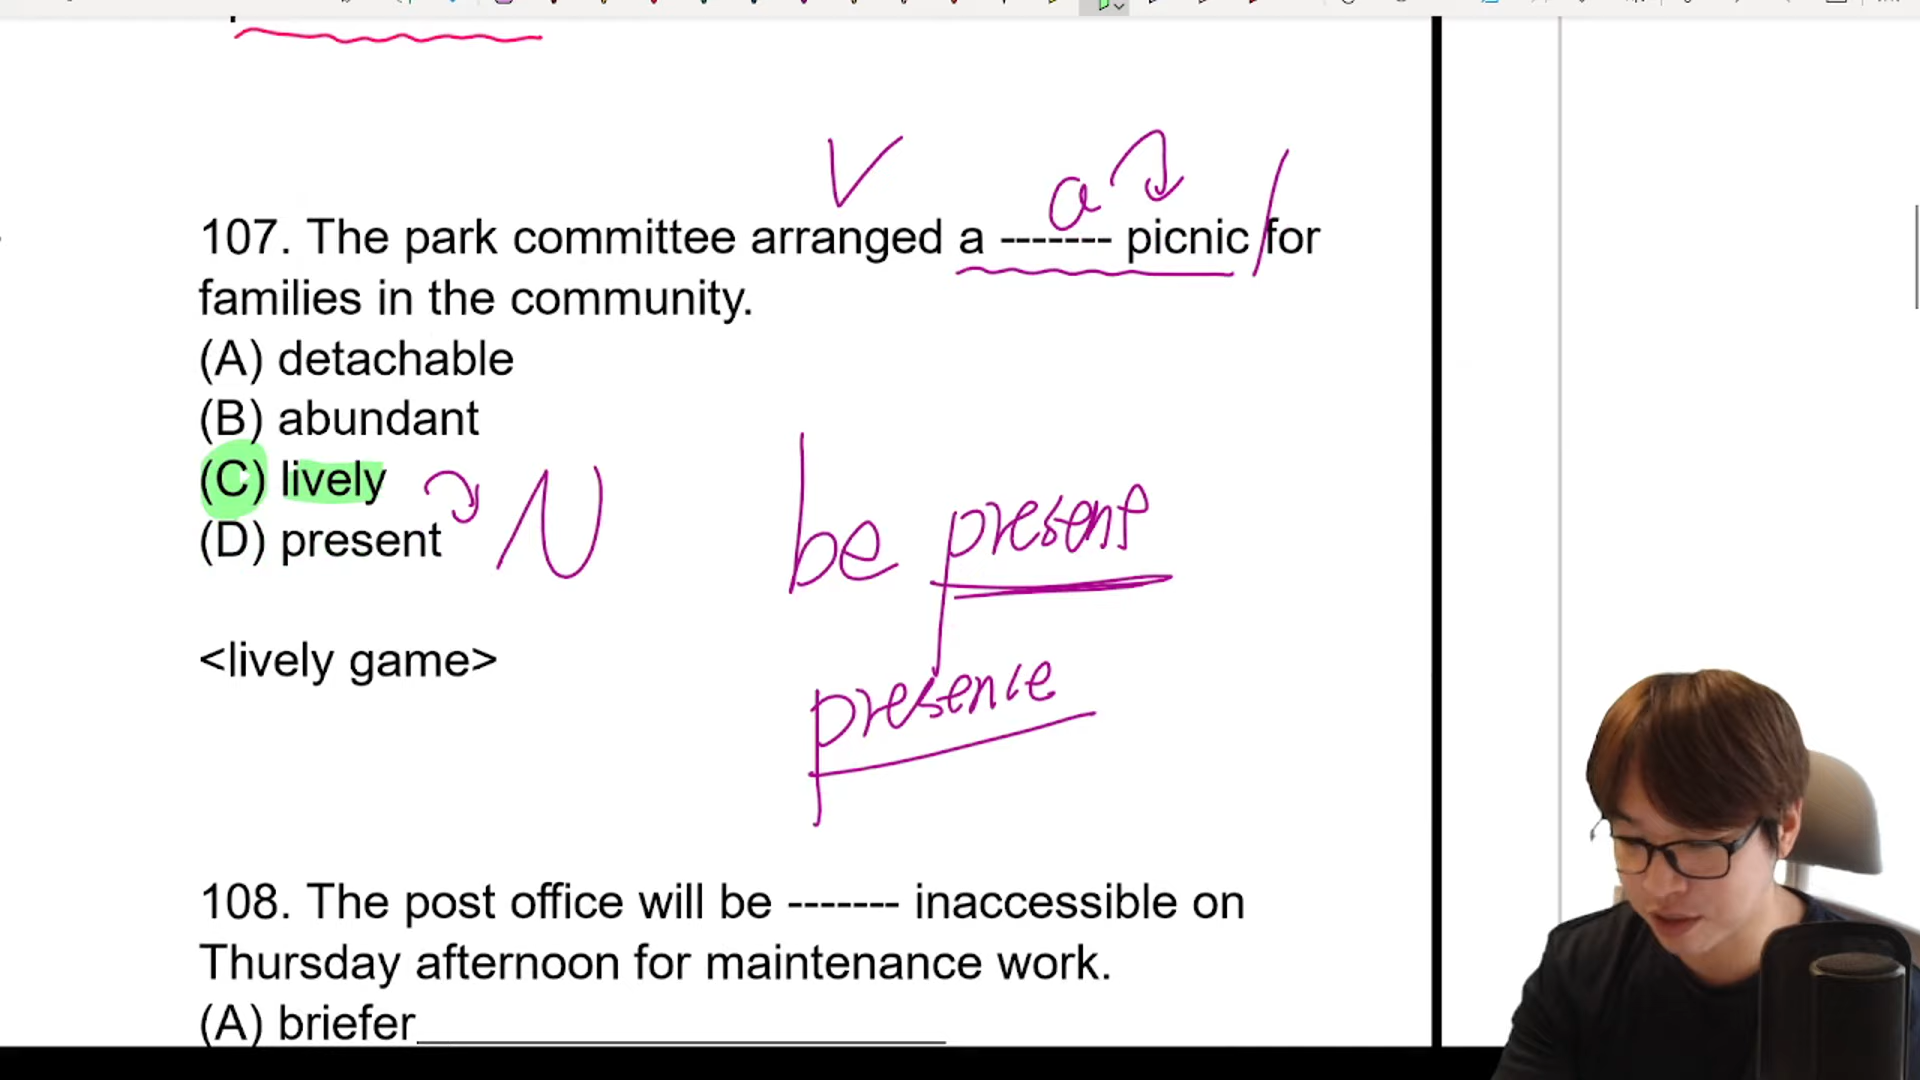 V
a
107. The park committee arranged a ------- picnic for
families in the community.
(A) detachable
(B) abundant
(C) lively
(D) present
N
be present
<lively game>
presence
108. The post office will be ------- inaccessible on
Thursday afternoon for maintenance work.
(A) briefer